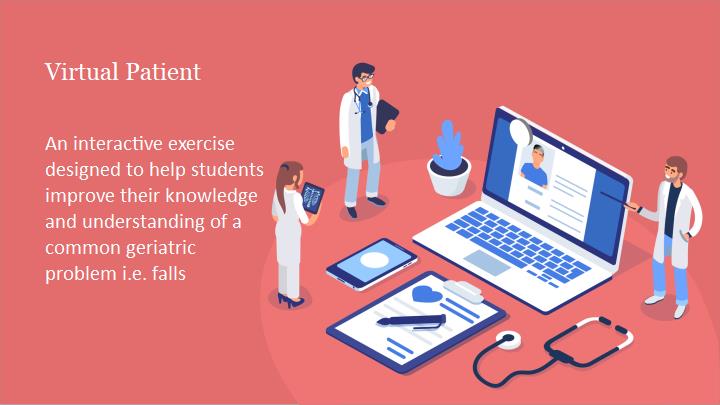 Virtual Patient
An interactive exercise
designed to help students
improve their knowledge
and understanding of a
common geriatric
problem i.e. falls